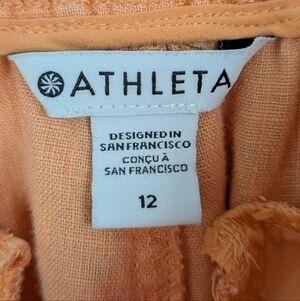 ATHLETA
DESIGNED IN
SAN FRANCISCO
CONÇU À
SAN FRANCISCO
12